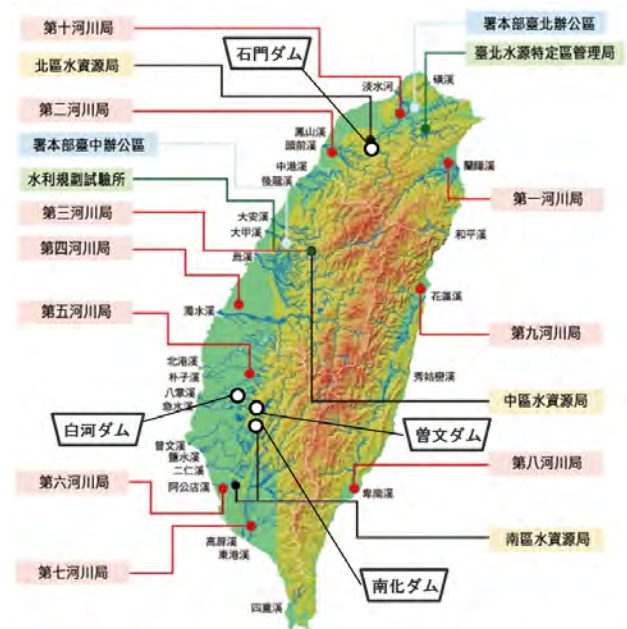 第十河川局
署本部臺北辦公區
石門ダム
臺北水源特定區管理局
北區水資源局
磺溪
淡水河
第二河川局
鳳山溪
頭前溪
署本部臺中辦公區
中港溪
後龍溪
蘭陽溪
水利規劃試驗所
第一河川局
第三河川局
大安溪
大甲溪
烏溪
和平溪
第四河川局
花蓮溪
第五河川局
濁水溪
第九河川局
北港溪
朴子溪
八掌溪
急水溪
秀姑巒溪
中區水資源局
白河ダム
曽文ダム
曾文溪
鹽水溪
二仁溪
阿公店溪
第八河川局
第六河川局
卑南溪
南區水資源局
高屏溪
東港溪
第七河川局
南化ダム
四重溪